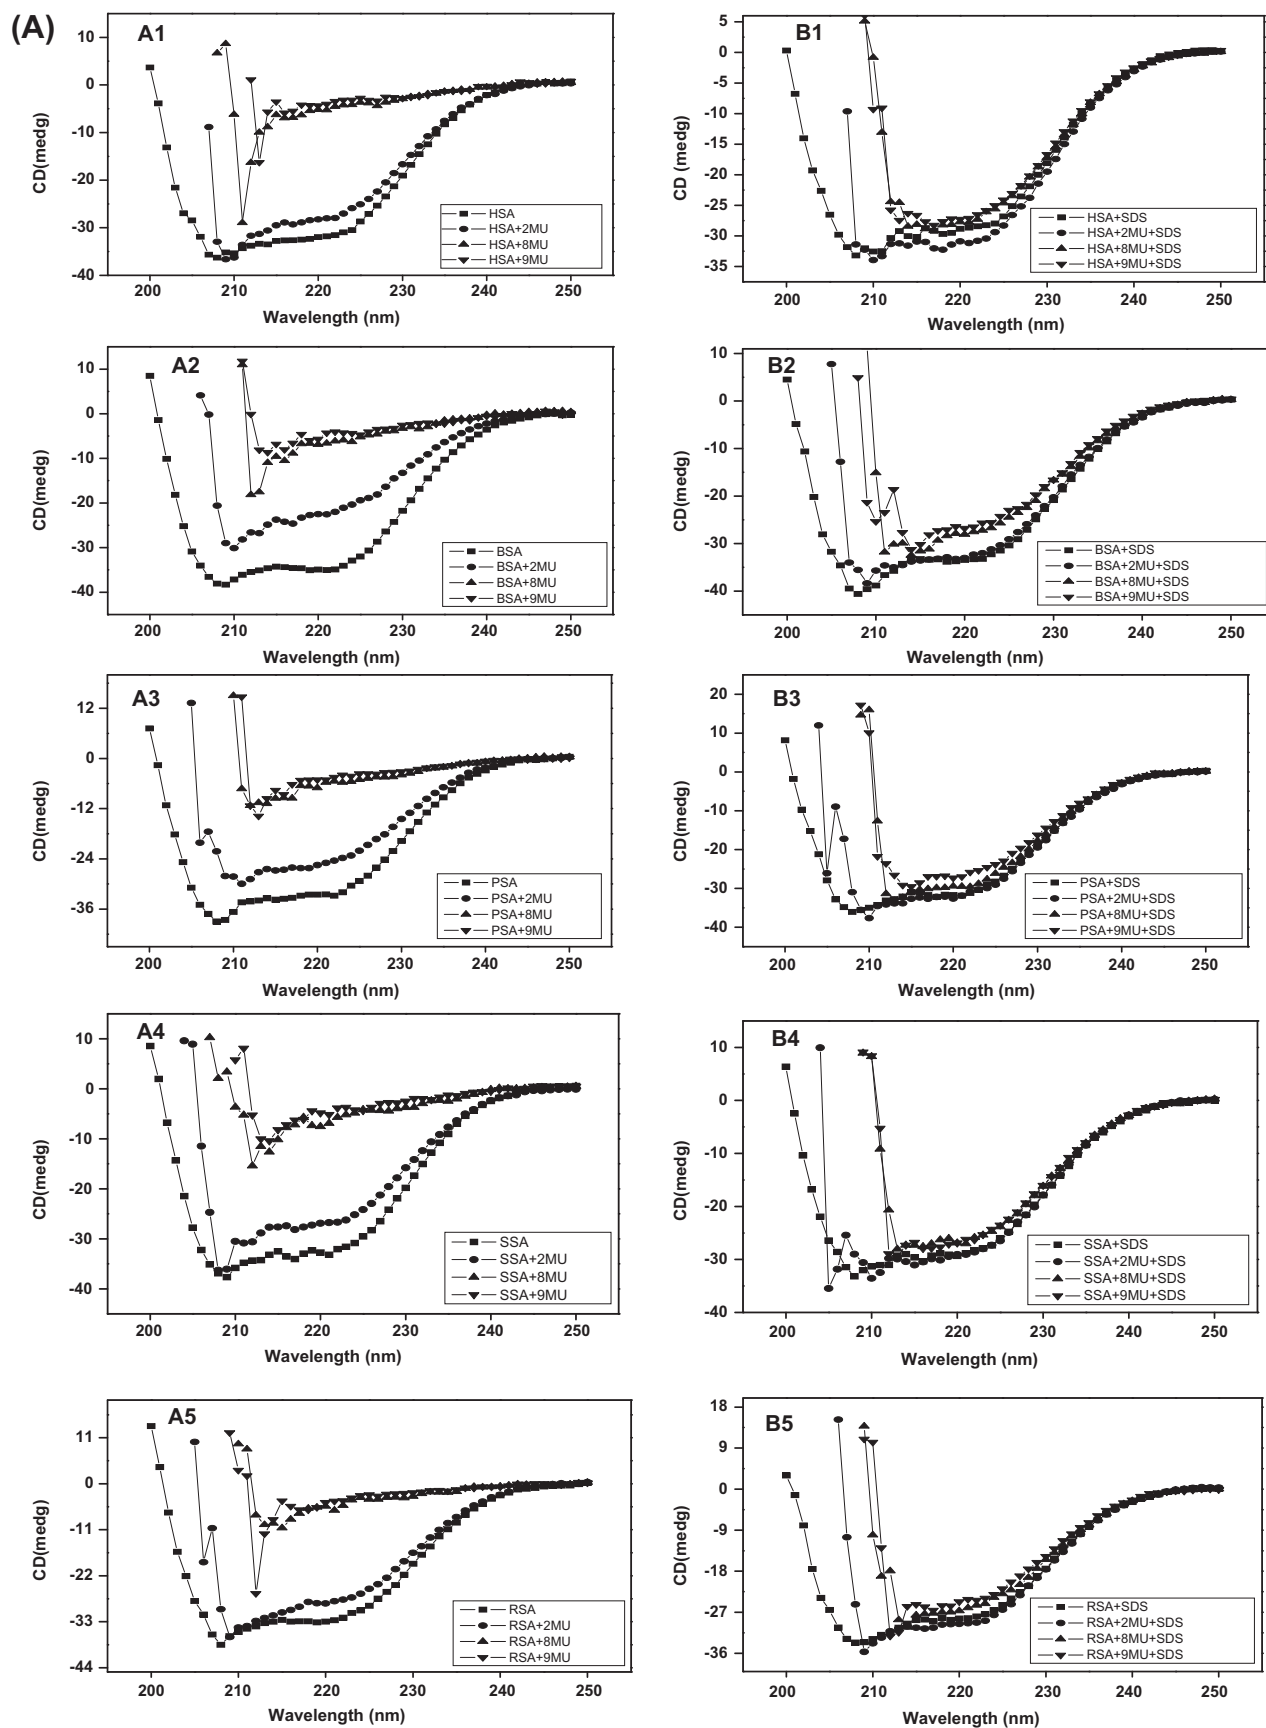 (A)
A1
CD(medg)
10
0
-10
-20
-30
-40
HSA
HSA+2MU
HSA+8MU
HSA+9MU
200 210 220 230 240 250
Wavelength (nm)
B1
CD (medg)
5
0
-5
-10
-15
-20
-25
-30
-35
HSA+SDS
HSA+2MU+SDS
HSA+8MU+SDS
HSA+9MU+SDS
200 210 220 230 240 250
Wavelength (nm)
A2
CD(medg)
10
0
-10
-20
-30
-40
BSA
BSA+2MU
BSA+8MU
BSA+9MU
200 210 220 230 240 250
Wavelength (nm)
B2
CD(medg)
10
0
-10
-20
-30
-40
BSA+SDS
BSA+2MU+SDS
BSA+8MU+SDS
BSA+9MU+SDS
200 210 220 230 240 250
Wavelength (nm)
A3
CD(medg)
12
0
-12
-24
-36
PSA
PSA+2MU
PSA+8MU
PSA+9MU
200 210 220 230 240 250
Wavelength (nm)
B3
CD(medg)
20
10
0
-10
-20
-30
-40
PSA+SDS
PSA+2MU+SDS
PSA+8MU+SDS
PSA+9MU+SDS
200 210 220 230 240 250
Wavelength (nm)
A4
CD(medg)
10
0
-10
-20
-30
-40
SSA
SSA+2MU
SSA+8MU
SSA+9MU
200 210 220 230 240 250
Wavelength (nm)
B4
CD(medg)
10
0
-10
-20
-30
-40
SSA+SDS
SSA+2MU+SDS
SSA+8MU+SDS
SSA+9MU+SDS
200 210 220 230 240 250
Wavelength (nm)
A5
CD(medg)
11
0
-11
-22
-33
-44
RSA
RSA+2MU
RSA+8MU
RSA+9MU
200 210 220 230 240 250
Wavelength (nm)
B5
CD(medg)
18
9
0
-9
-18
-27
-36
RSA+SDS
RSA+2MU+SDS
RSA+8MU+SDS
RSA+9MU+SDS
200 210 220 230 240 250
Wavelength (nm)